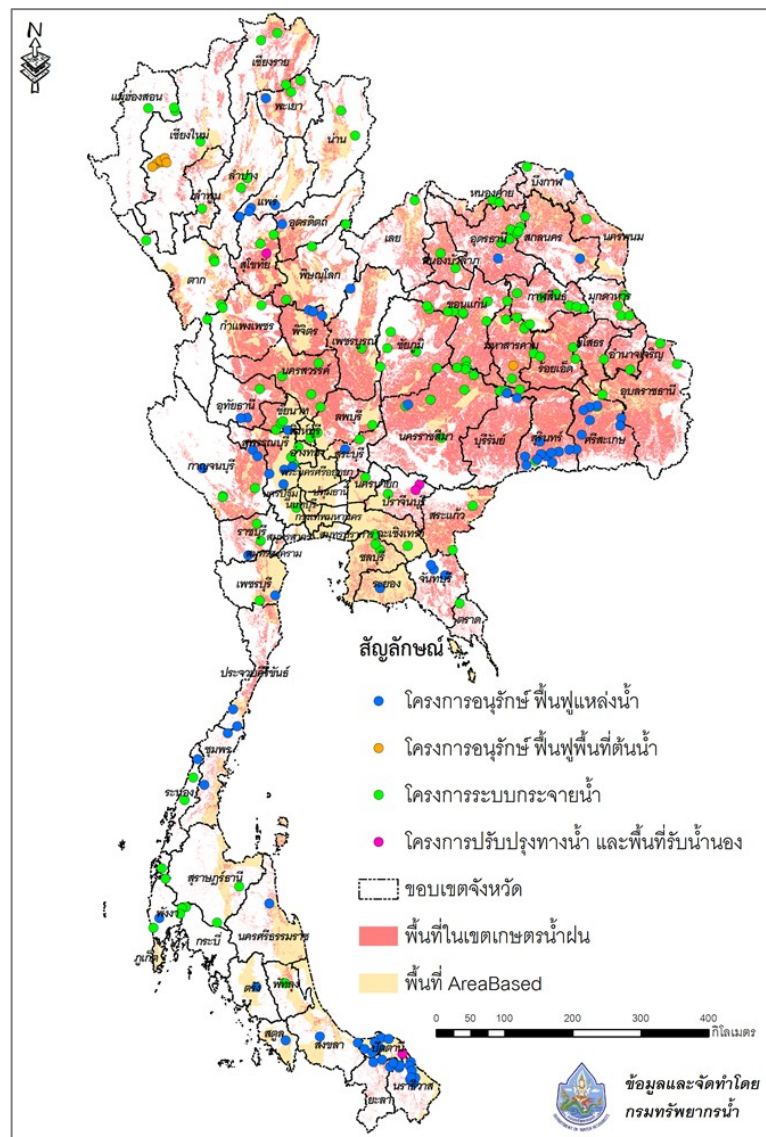 N
เชียงราย
แม่ฮ่องสอน
พะเยา
เชียงใหม่
น่าน
ลำปาง
ลำพูน
แพร่
อุตรดิตถ์
หนองคาย
บึงกาฬ
เลย
อุดรธานี
สกลนคร
นครพนม
หนองบัวลำภู
ตาก
สุโขทัย
พิษณุโลก
ขอนแก่น
กาฬสินธุ์
มุกดาหาร
กำแพงเพชร
พิจิตร
เพชรบูรณ์
ชัยภูมิ
มหาสารคาม
ร้อยเอ็ด
ยโสธร
อำนาจเจริญ
นครสวรรค์
อุบลราชธานี
อุทัยธานี
ชัยนาท
ลพบุรี
นครราชสีมา
บุรีรัมย์
สุรินทร์
ศรีสะเกษ
สิงห์บุรี
สุพรรณบุรี
อ่างทอง
สระบุรี
กาญจนบุรี
พระนครศรีอยุธยา
นครนายก
ปทุมธานี
ปราจีนบุรี
นครปฐม
นนทบุรี
กรุงเทพมหานคร
สระแก้ว
ราชบุรี
สมุทรสาคร
สมุทรปราการ
ฉะเชิงเทรา
สมุทรสงคราม
ชลบุรี
เพชรบุรี
ระยอง
จันทบุรี
ตราด
ประจวบคีรีขันธ์
สัญลักษณ์
โครงการอนุรักษ์ ฟื้นฟูแหล่งน้ำ
โครงการอนุรักษ์ ฟื้นฟูพื้นที่ต้นน้ำ
โครงการระบบกระจายน้ำ
โครงการปรับปรุงทางน้ำ และพื้นที่รับน้ำนอง
ขอบเขตจังหวัด
พื้นที่ในเขตเกษตรน้ำฝน
พื้นที่ AreaBased
ชุมพร
ระนอง
สุราษฎร์ธานี
พังงา
กระบี่
นครศรีธรรมราช
ภูเก็ต
ตรัง
พัทลุง
สตูล
สงขลา
ปัตตานี
ยะลา
นราธิวาส
0 50 100 200 300 400
กิโลเมตร
ข้อมูลและจัดทำโดย
กรมทรัพยากรน้ำ